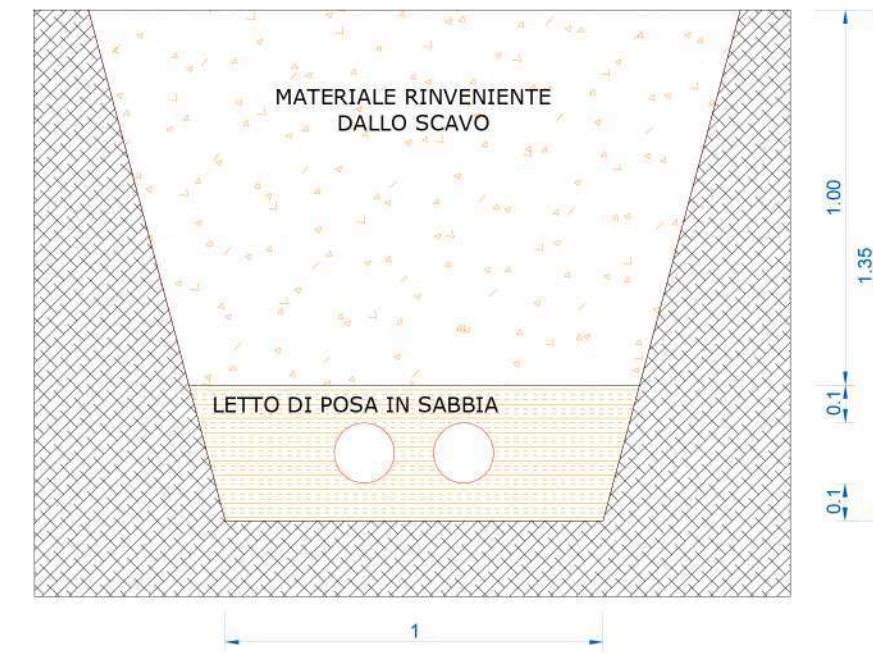 MATERIALE RINVENIENTE
DALLO SCAVO
1.00
1.35
LETTO DI POSA IN SABBIA
0.1
0.1
1